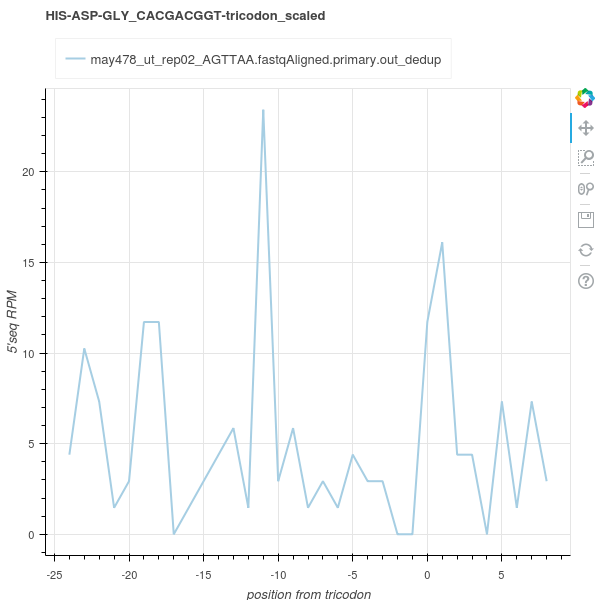 HIS-ASP-GLY_CACGACGGT-tricodon_scaled
may478_ut_rep02_AGTTAA.fastqAligned.primary.out_dedup
20
15
10
5
0
5'seq RPM
-25 -20 -15 -10 -5 0 5
position from tricodon